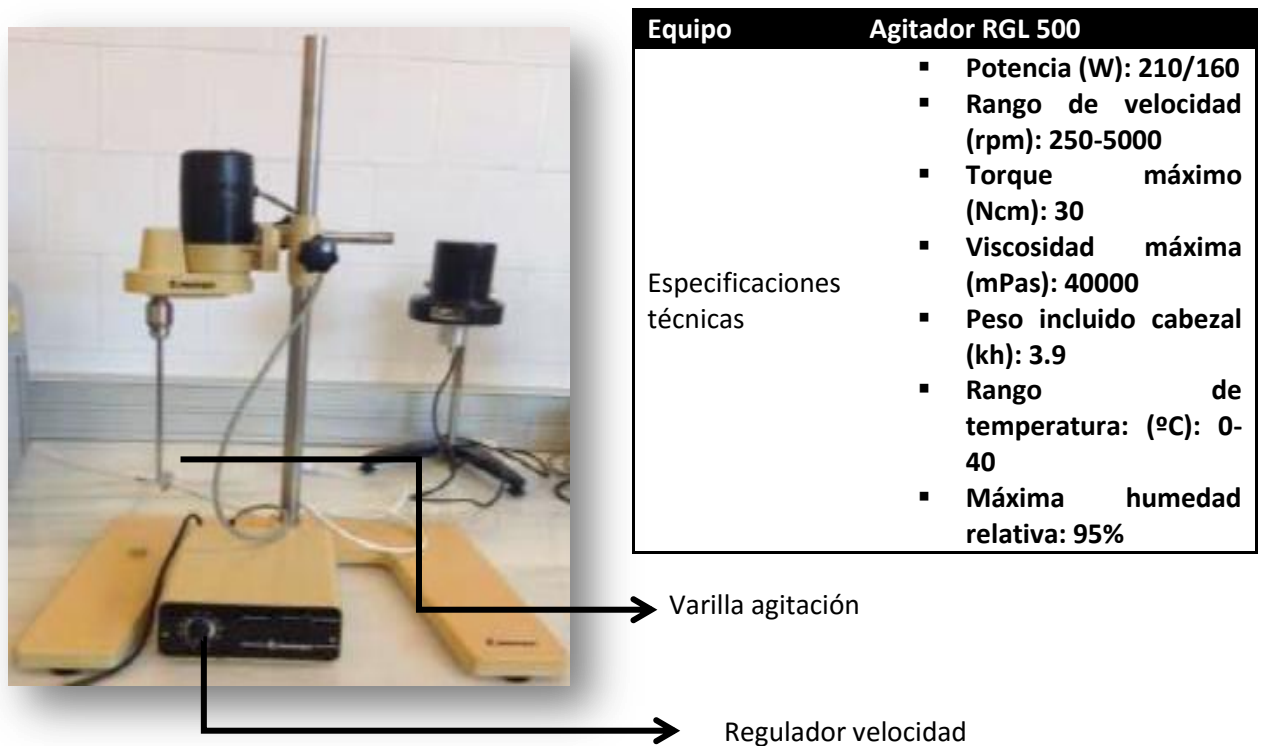 Equipo Agitador RGL 500
Especificaciones
técnicas
▪ Potencia (W): 210/160
▪ Rango de velocidad
(rpm): 250-5000
▪ Torque máximo
(Ncm): 30
▪ Viscosidad máxima
(mPas): 40000
▪ Peso incluido cabezal
(kh): 3.9
▪ Rango de
temperatura: (ºC): 0-
40
▪ Máxima humedad
relativa: 95%
Varilla agitación
Regulador velocidad